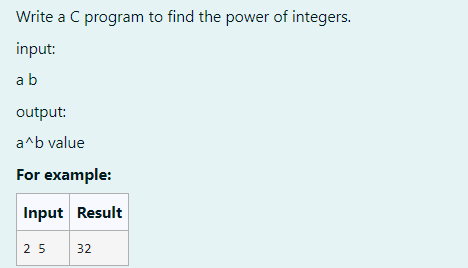 Write a C program to find the power of integers.
input:
a b
output:
a^b value
For example:
Input Result
2 5 32